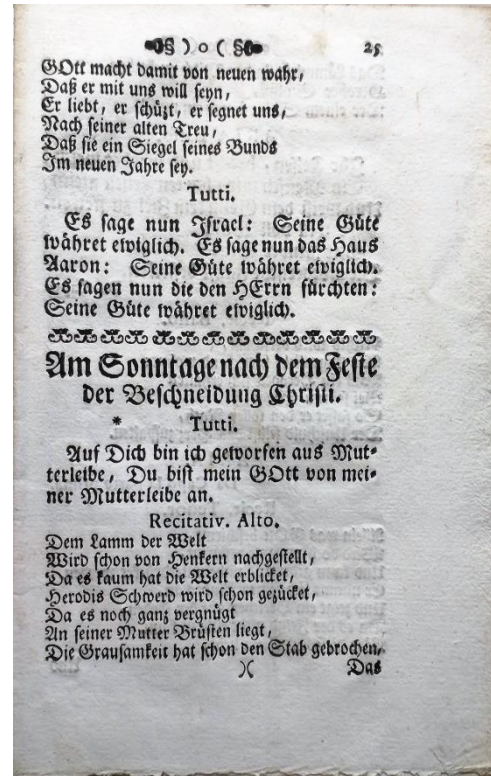 § ) o ( § 25
GOtt macht damit von neuen wahr,
Daß er mit uns will seyn,
Er liebt, er schüzt, er segnet uns,
Nach seiner alten Treu,
Daß sie ein Siegel seines Bunds
Im neuen Jahre sey.
Tutti.
Es sage nun Israel: Seine Güte
währet ewiglich. Es sage nun das Haus
Aaron: Seine Güte währet ewiglich.
Es sagen nun die den HErrn fürchten:
Seine Güte währet ewiglich.
Am Sonntage nach dem Feste
der Beschneidung Christi.
* Tutti.
Auf Dich bin ich geworfen aus Mut-
terleibe, Du bist mein GOtt von mei-
ner Mutterleibe an.
Recitativ. Alto.
Dem Lamm der Welt
Wird schon von Henkern nachgestellt,
Da es kaum hat die Welt erblicket,
Herodis Schwerd wird schon gezücket,
Da es noch ganz vergnügt
An seiner Mutter Brüsten liegt,
Die Grausamkeit hat schon den Stab gebrochen,
)( Das